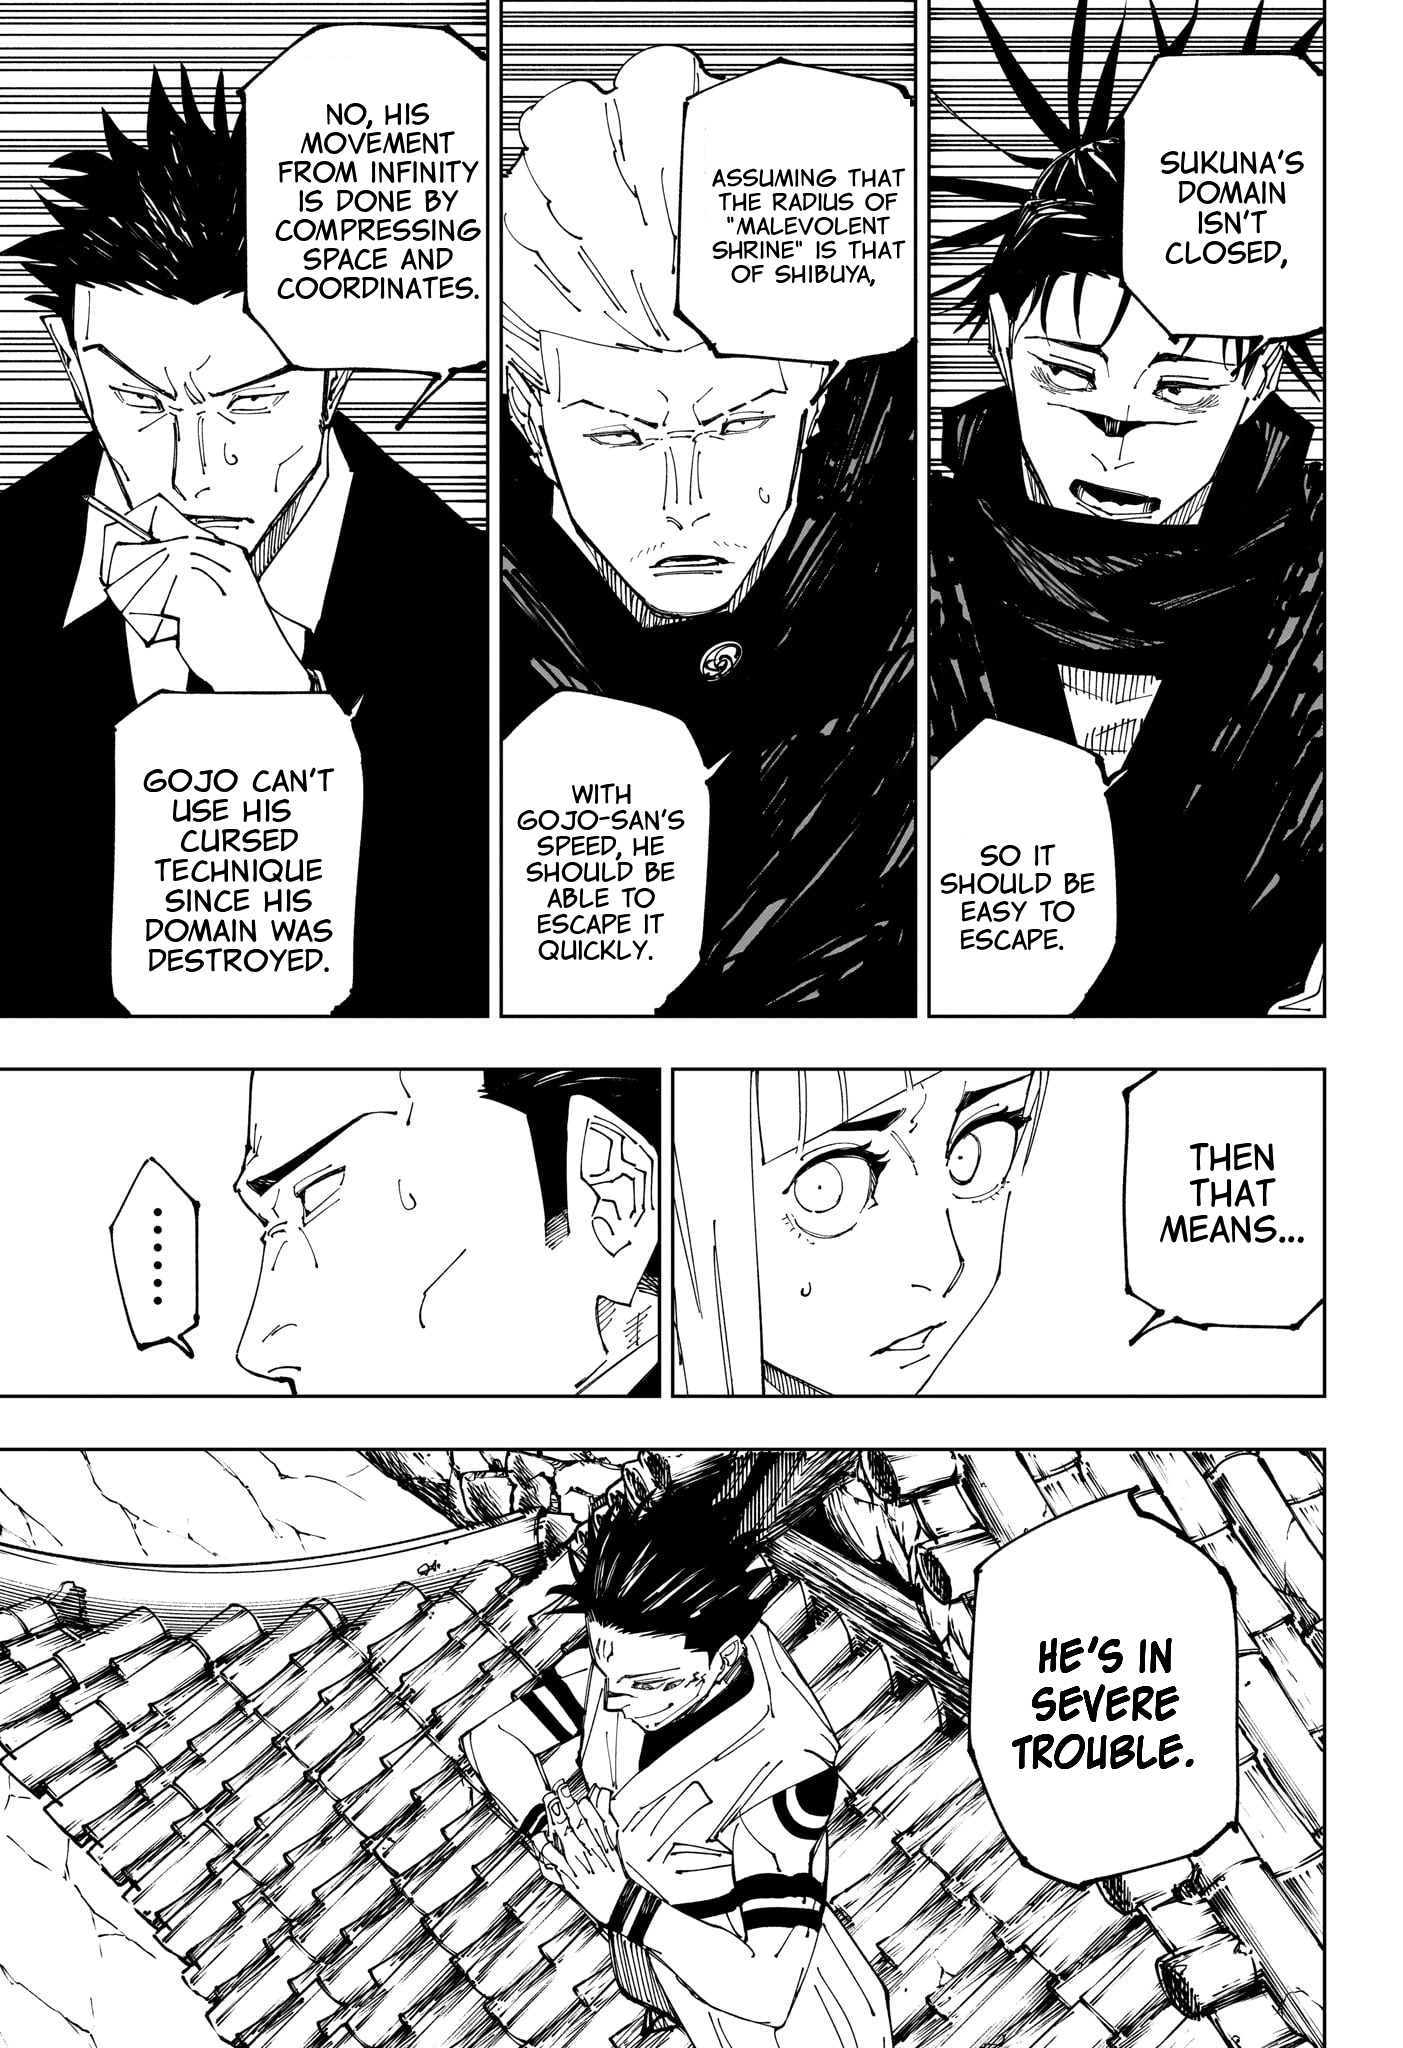 SUKUNA'S
DOMAIN
ISN'T
CLOSED,
SO IT
SHOULD BE
EASY TO
ESCAPE.
ASSUMING THAT
THE RADIUS OF
"MALEVOLENT
SHRINE" IS THAT
OF SHIBUYA,
WITH
GOJO-SAN'S
SPEED, HE
SHOULD BE
ABLE TO
ESCAPE IT
QUICKLY.
NO, HIS
MOVEMENT
FROM INFINITY
IS DONE BY
COMPRESSING
SPACE AND
COORDINATES.
GOJO CAN'T
USE HIS
CURSED
TECHNIQUE
SINCE HIS
DOMAIN WAS
DESTROYED.
THEN
THAT
MEANS...
......
HE'S IN
SEVERE
TROUBLE.